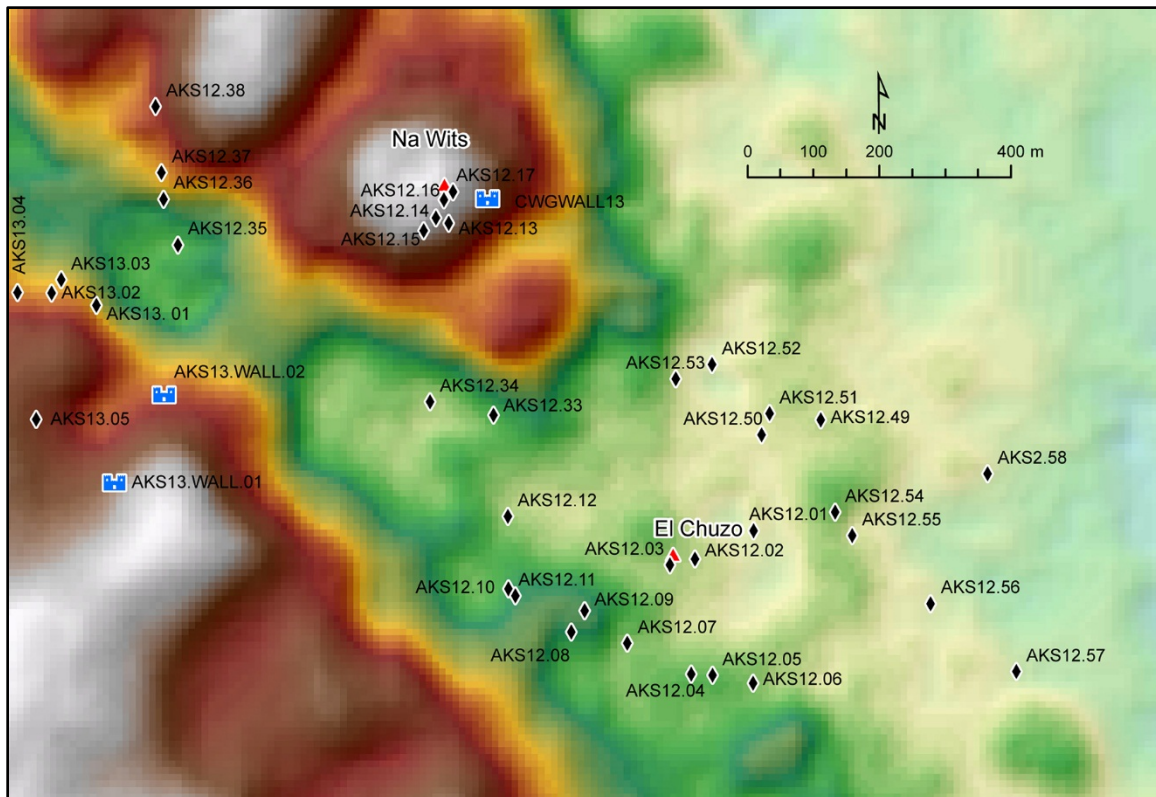 AKS12.38
Na Wits
N
0 100 200 400 m
AKS12.37
AKS12.36
AKS12.16
AKS12.17
CWGWALL13
AKS12.14
AKS12.13
AKS12.15
AKS12.35
AKS13.04
AKS13.03
AKS13.02
AKS13. 01
AKS12.52
AKS12.53
AKS13.WALL.02
AKS12.34
AKS12.33
AKS12.51
AKS12.50
AKS12.49
AKS13.05
AKS2.58
AKS13.WALL.01
AKS12.12
AKS12.54
AKS12.01
El Chuzo
AKS12.55
AKS12.03
AKS12.02
AKS12.10
AKS12.11
AKS12.09
AKS12.56
AKS12.07
AKS12.08
AKS12.05
AKS12.57
AKS12.04
AKS12.06